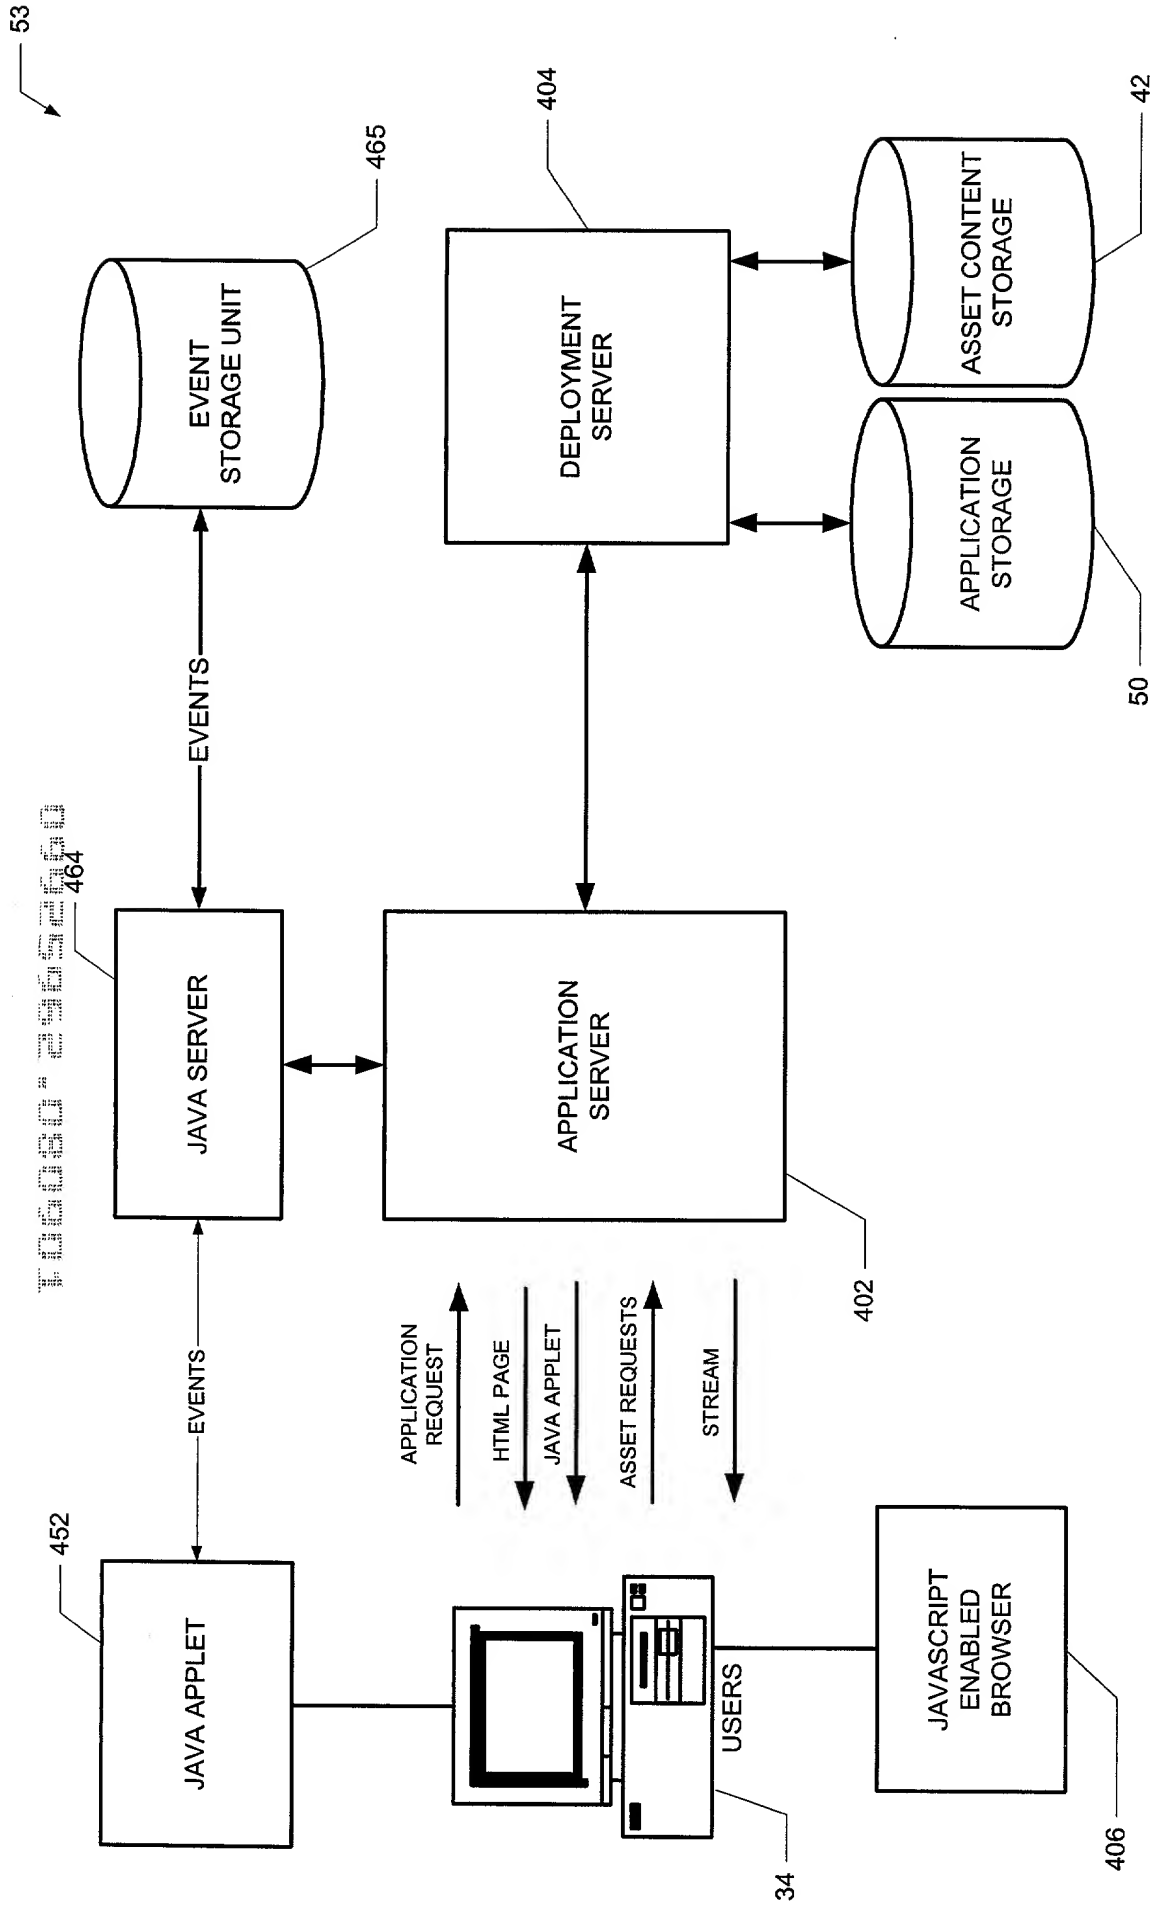 53
452
464
465
JAVA APPLET
EVENTS
JAVA SERVER
EVENTS
EVENT
STORAGE UNIT
APPLICATION
REQUEST
HTML PAGE
JAVA APPLET
ASSET REQUESTS
STREAM
USERS
34
APPLICATION
SERVER
402
404
DEPLOYMENT
SERVER
JAVASCRIPT
ENABLED
BROWSER
406
APPLICATION
STORAGE
50
ASSET CONTENT
STORAGE
42